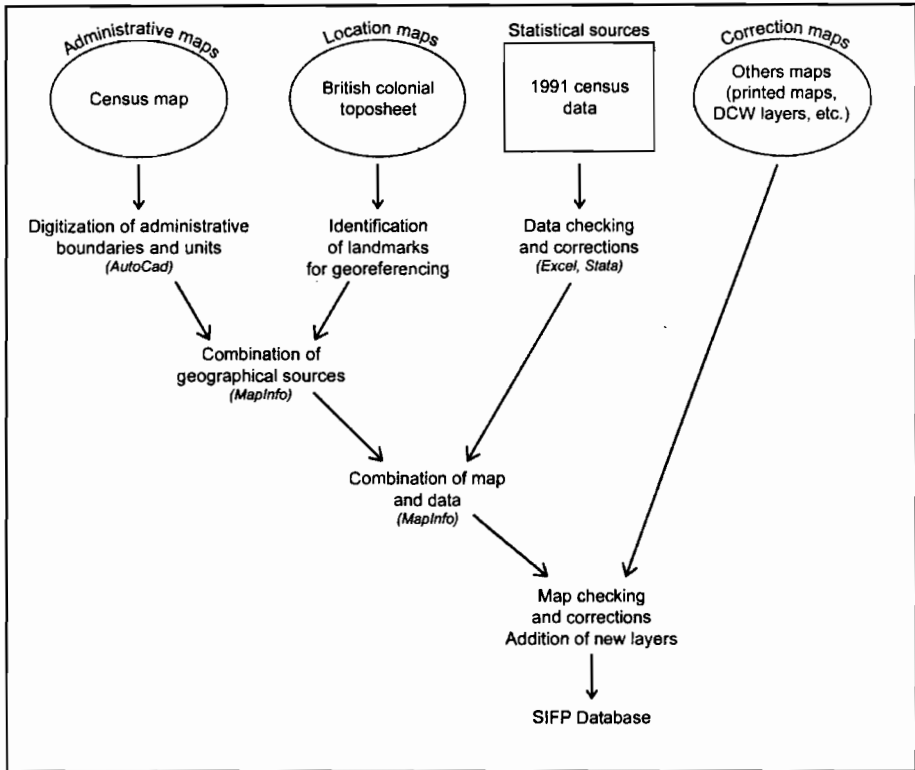 Administrative maps
Location maps
Statistical sources
Correction maps
Census map
British colonial
toposheet
1991 census
data
Others maps
(printed maps,
DCW layers, etc.)
Digitization of administrative
boundaries and units
(AutoCad)
Identification
of landmarks
for georeferencing
Data checking
and corrections
(Excel, Stata)
Combination of
geographical sources
(MapInfo)
Combination of map
and data
(MapInfo)
Map checking
and corrections
Addition of new layers
SIFP Database